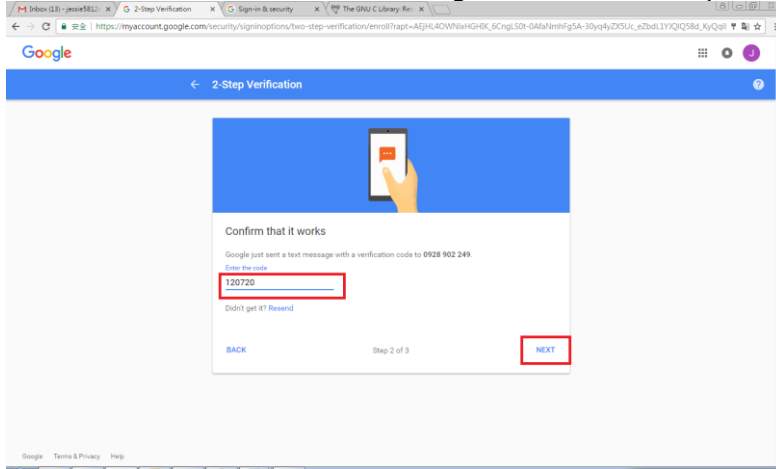 Inbox (13) - jessie5812
2-Step Verification
Sign-in & security
The GNU C Library: Re
安全 | https://myaccount.google.com/security/signinoptions/two-step-verification/enroll?rapt=
Google
J
2-Step Verification
Confirm that it works
Google just sent a text message with a verification code to 0928 902 249.
Enter the code
120720
Didn't get it? Resend
BACK
Step 2 of 3
NEXT
Google Terms & Privacy Help